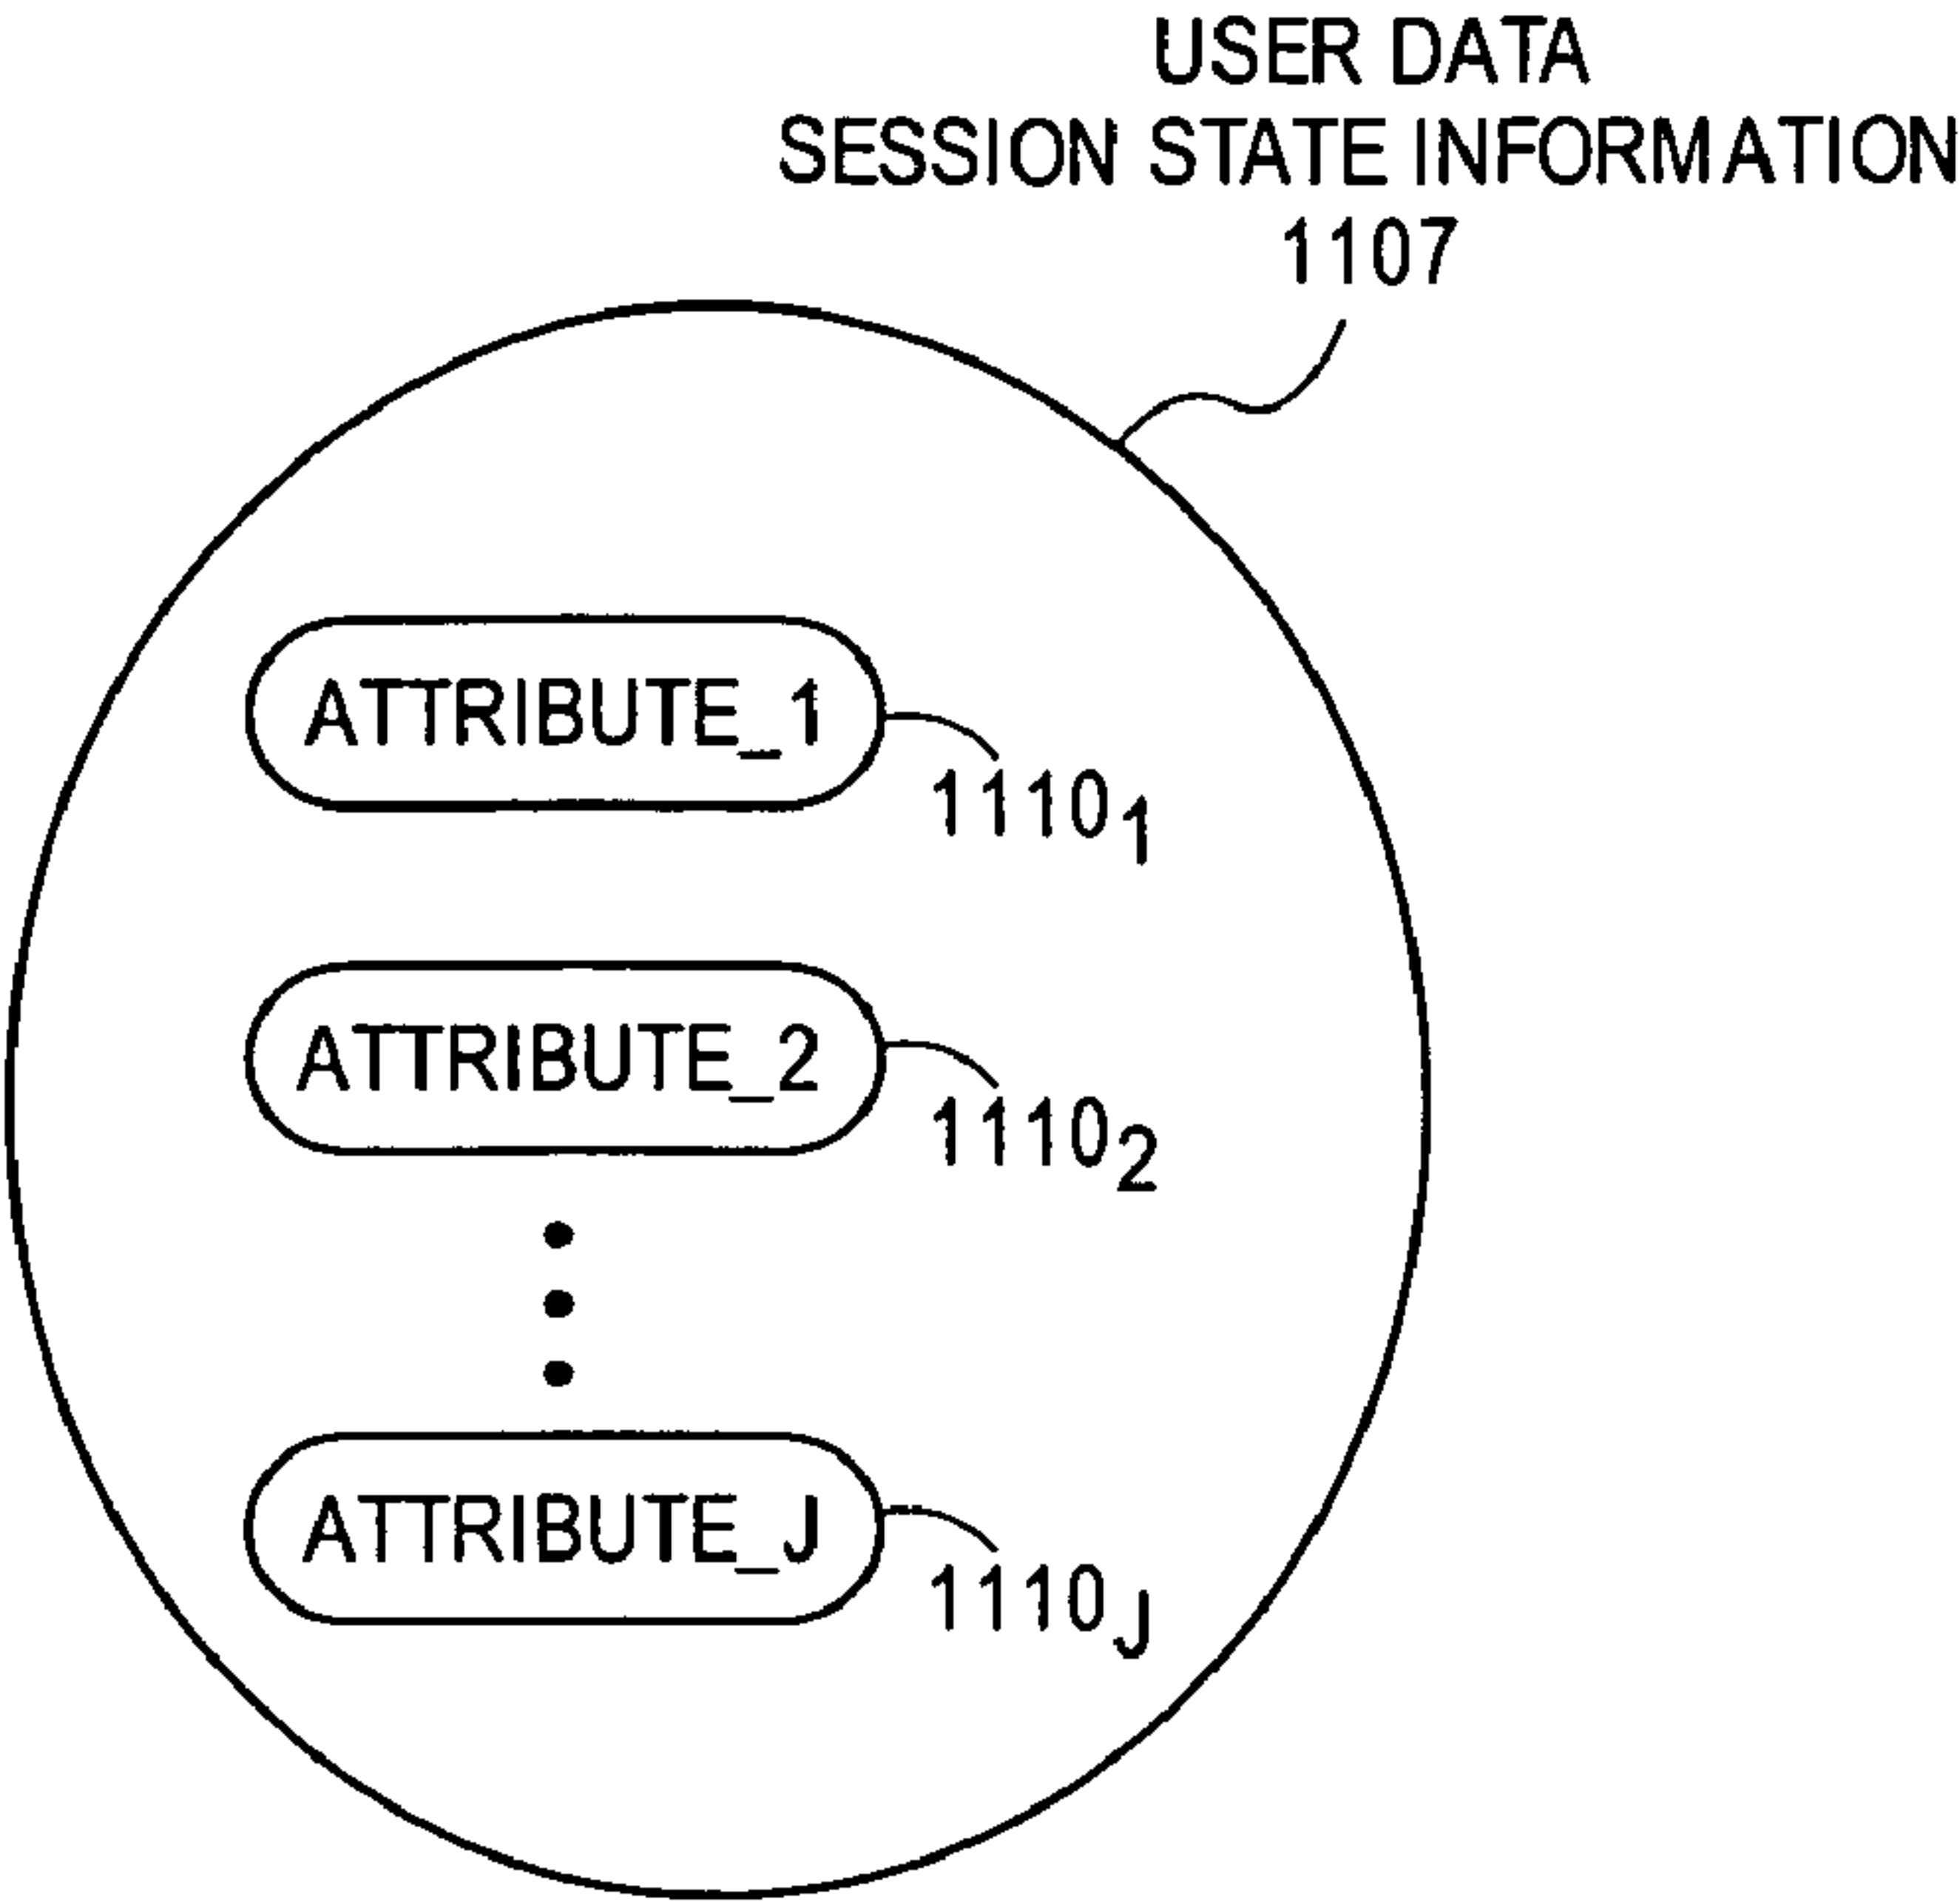 USER DATA
SESSION STATE INFORMATION
1107
ATTRIBUTE_1
1110₁
ATTRIBUTE_2
1110₂
ATTRIBUTE_J
1110J